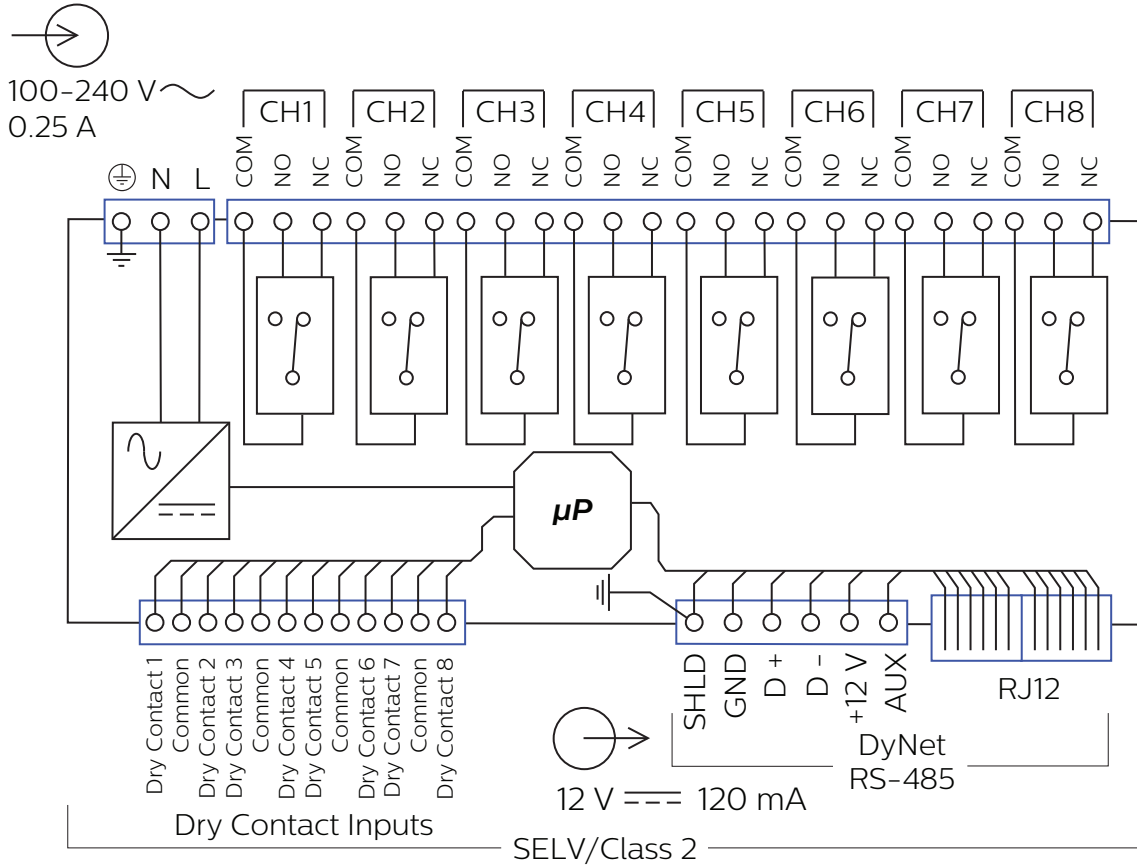 100-240 V
0.25 A
CH1 CH2 CH3 CH4 CH5 CH6 CH7 CH8
N L COM NO NC COM NO NC COM NO NC COM NO NC COM NO NC COM NO NC COM NO NC COM NO NC
µP
Dry Contact 1
Common
Dry Contact 2
Dry Contact 3
Common
Dry Contact 4
Dry Contact 5
Common
Dry Contact 6
Dry Contact 7
Common
Dry Contact 8
SHLD
GND
D +
D -
+12 V
AUX
RJ12
DyNet
RS-485
12 V 120 mA
Dry Contact Inputs
SELV/Class 2